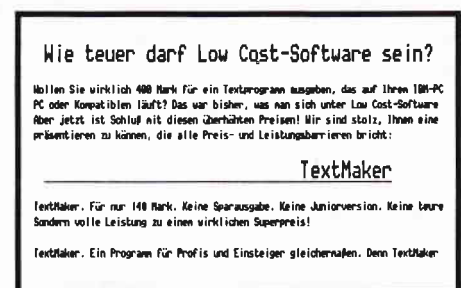 Wie teuer darf Low Cost-Software sein?
Wollen Sie wirklich 400 Mark für ein Textprogramm ausgeben, das auf Ihrem IBM-PC
PC oder Kompatiblen läuft? Das war bisher, was man sich unter Low Cost-Software
Aber jetzt ist Schluß mit diesen überhöhten Preisen! Wir sind stolz, Ihnen eine
präsentieren zu können, die alle Preis- und Leistungsbarrieren bricht:
TextMaker
TextMaker. Für nur 148 Mark. Keine Sparausgabe. Keine Juniorversion. Keine teure
Sondern volle Leistung zu einem wirklichen Superpreis!
TextMaker. Ein Programm für Profis und Einsteiger gleichermaßen. Denn TextMaker